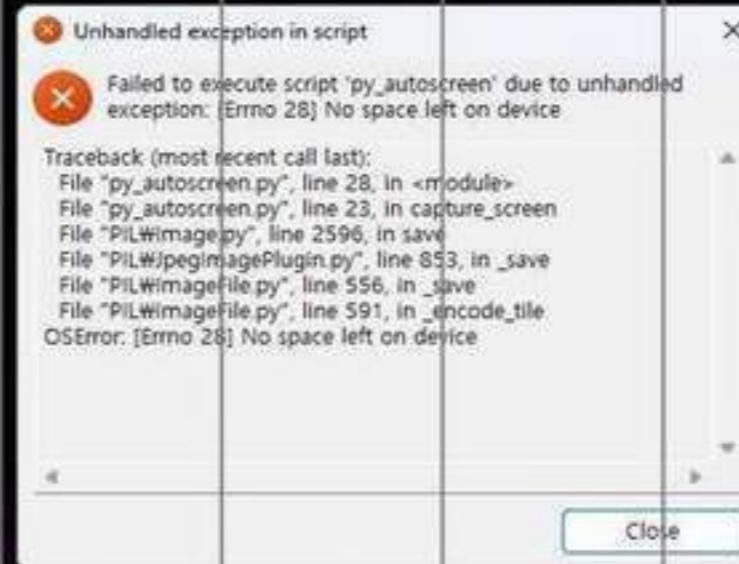 Unhandled exception in script
Failed to execute script 'py_autoscreen' due to unhandled
exception: [Errno 28] No space left on device
Traceback (most recent call last):
File "py_autoscreen.py", line 28, in <module>
File "py_autoscreen.py", line 23, in capture_screen
File "PIL₩Image.py", line 2596, in save
File "PIL₩JpegImagePlugin.py", line 853, in _save
File "PIL₩ImageFile.py", line 556, in _save
File "PIL₩ImageFile.py", line 591, in _encode_tile
OSError: [Errno 28] No space left on device
Close